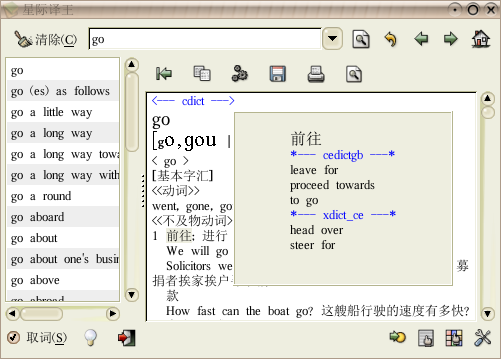 星际译王
清除(C)
go
go
go (es) as follows
go a little way
go a long way
go a long way towa
go a long way with
go a round
go aboard
go about
go about one's busin
go above
go abroad
<--- cdict --->
go
< go >
[基本字汇]
<<动词>>
went, gone, go
<<不及物动词>
1 前往; 进行
We will go
Solicitors we
募
捐者挨家挨户
款
How fast can the boat go? 这艘船行驶的速度有多快?
前往
*--- cedictgb ---*
leave for
proceed towards
to go
*--- xdict_ce ---*
head over
steer for
取词(S)